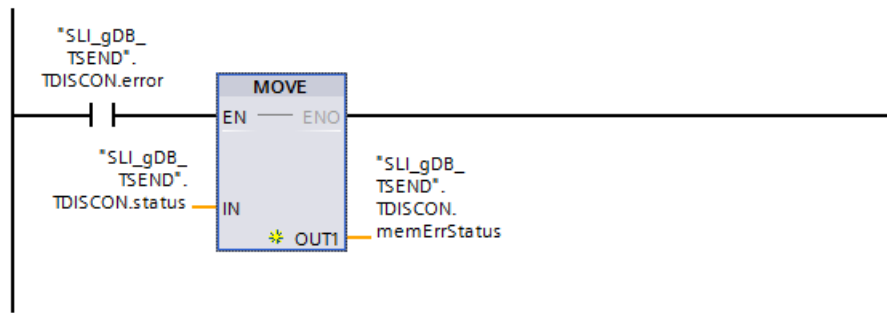 "SLI_gDB_
TSEND".
TDISCON.error
MOVE
EN
ENO
"SLI_gDB_
TSEND".
TDISCON.status
IN
"SLI_gDB_
TSEND".
TDISCON.
memErrStatus
OUT1